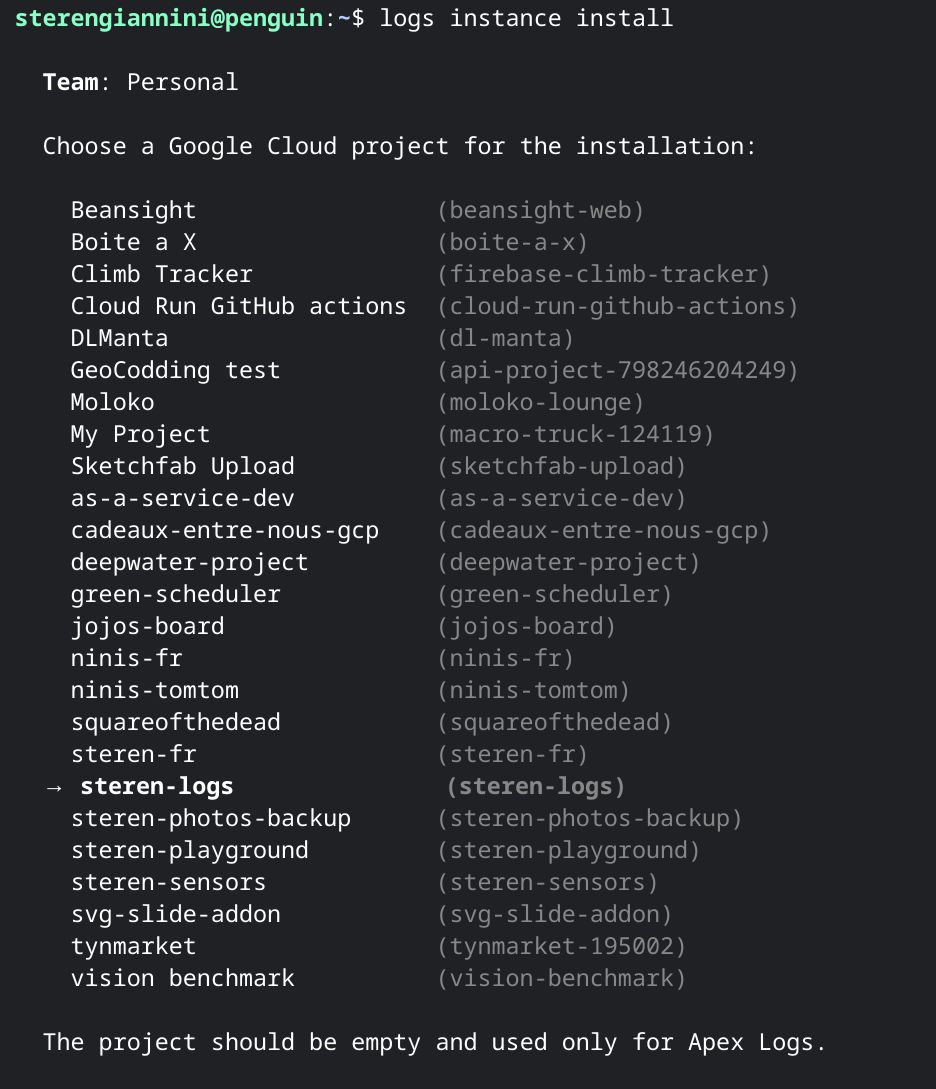 sterengiannini@penguin:~$ logs instance install
Team: Personal
Choose a Google Cloud project for the installation:
Beansight (beansight-web)
Boite a X (boite-a-x)
Climb Tracker (firebase-climb-tracker)
Cloud Run GitHub actions (cloud-run-github-actions)
DLManta (dl-manta)
GeoCodding test (api-project-798246204249)
Moloko (moloko-lounge)
My Project (macro-truck-124119)
Sketchfab Upload (sketchfab-upload)
as-a-service-dev (as-a-service-dev)
cadeaux-entre-nous-gcp (cadeaux-entre-nous-gcp)
deepwater-project (deepwater-project)
green-scheduler (green-scheduler)
jojos-board (jojos-board)
ninis-fr (ninis-fr)
ninis-tomtom (ninis-tomtom)
squareofthedead (squareofthedead)
steren-fr (steren-fr)
→ steren-logs (steren-logs)
steren-photos-backup (steren-photos-backup)
steren-playground (steren-playground)
steren-sensors (steren-sensors)
svg-slide-addon (svg-slide-addon)
tynmarket (tynmarket-195002)
vision benchmark (vision-benchmark)
The project should be empty and used only for Apex Logs.